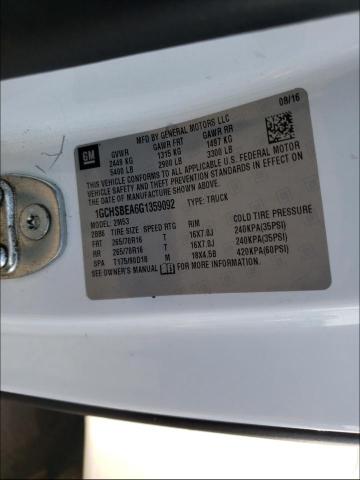 GM
MFD BY GENERAL MOTORS LLC
08/16
GVWR GAWR FRT GAWR RR
2449 KG 1315 KG 1497 KG
5400 LB 2900 LB 3300 LB
THIS VEHICLE CONFORMS TO ALL APPLICABLE U.S. FEDERAL MOTOR
VEHICLE SAFETY AND THEFT PREVENTION STANDARDS IN EFFECT ON
THE DATE OF MANUFACTURE SHOWN ABOVE.
1GCHSBEA6G1359092 TYPE: TRUCK
MODEL: 2M53
2BB6 TIRE SIZE SPEED RTG RIM COLD TIRE PRESSURE
FRT 265/70R16 T 16X7.0J 240KPA(35PSI)
RR 265/70R16 T 16X7.0J 240KPA(35PSI)
SPA T175/90D18 M 18X4.5B 420KPA(60PSI)
SEE OWNER'S MANUAL FOR MORE INFORMATION.